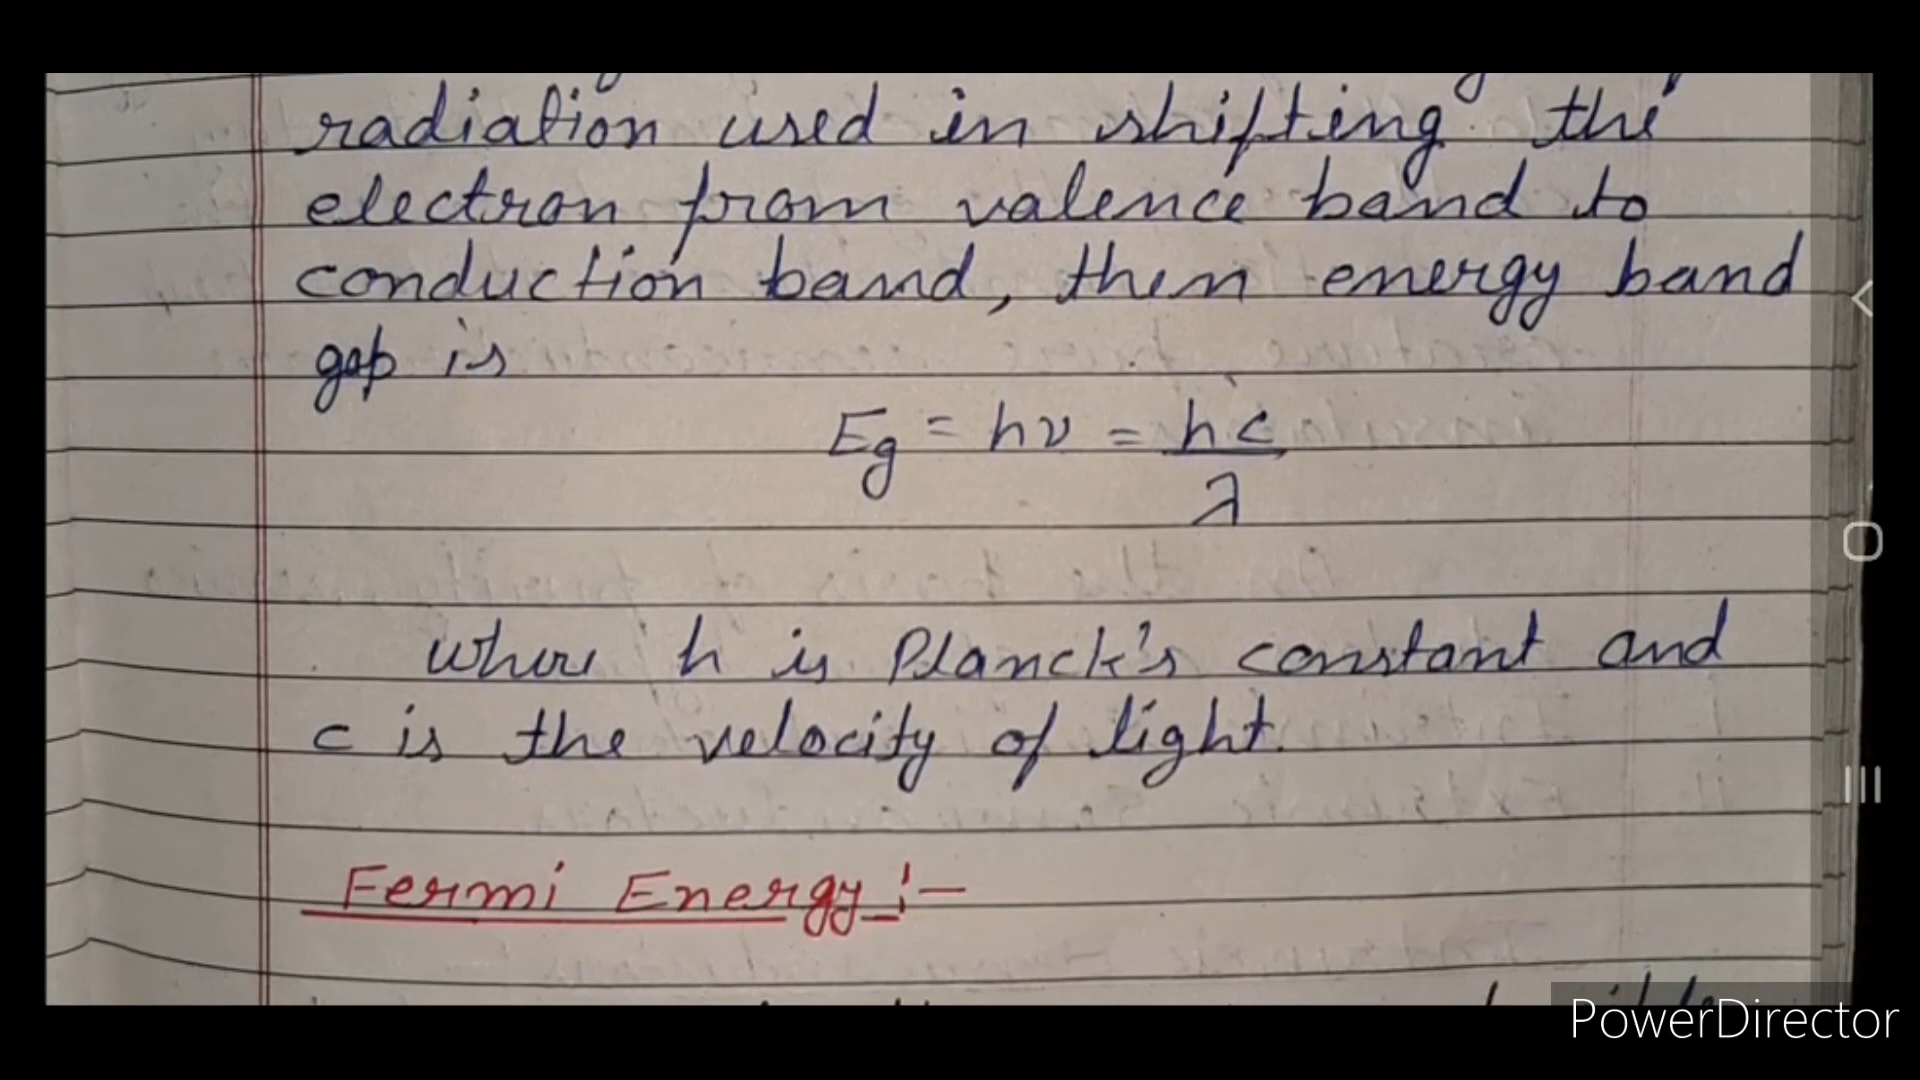 radiation used in shifting the
electron from valence band to
conduction band, then energy band
gap is
Eg = hν = hc/λ
where h is Planck's constant and
c is the velocity of light.
Fermi Energy :-
PowerDirector